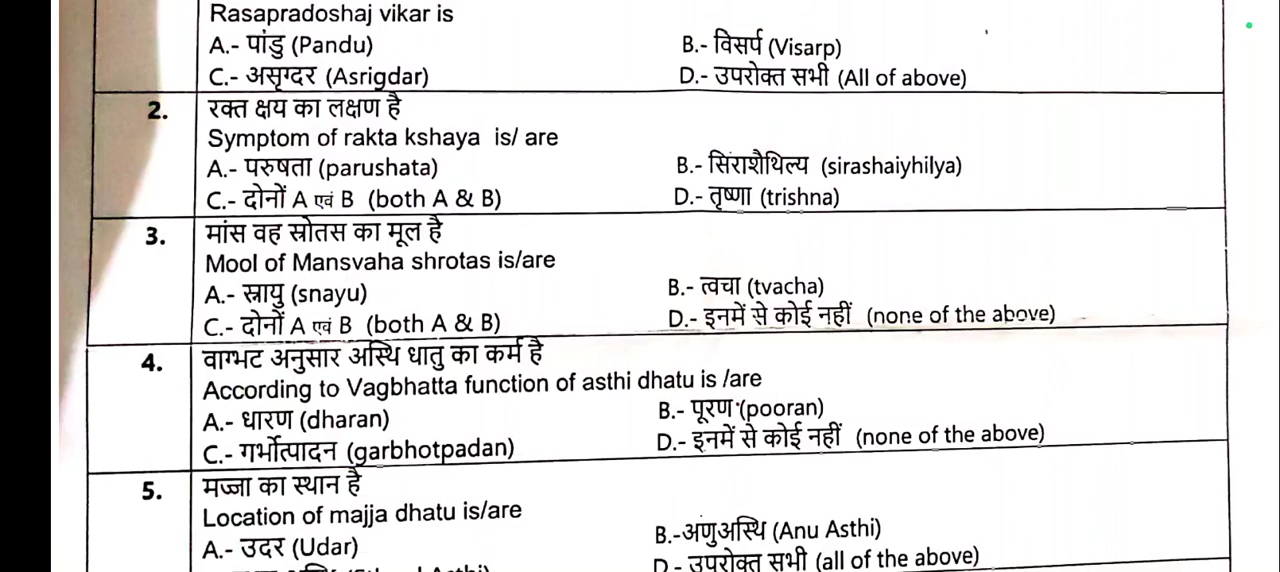 Rasapradoshaj vikar is
A.- पांडु (Pandu) B.- विसर्प (Visarp)
C.- असृग्दर (Asrigdar) D.- उपरोक्त सभी (All of above)
2. रक्त क्षय का लक्षण है
Symptom of rakta kshaya is/ are
A.- परुषता (parushata) B.- सिराशैथिल्य (sirashaiyhilya)
C.- दोनों A एवं B (both A & B) D.- तृष्णा (trishna)
3. मांस वह स्रोतस का मूल है
Mool of Mansvaha shrotas is/are
A.- स्नायु (snayu) B.- त्वचा (tvacha)
C.- दोनों A एवं B (both A & B) D.- इनमें से कोई नहीं (none of the above)
4. वाग्भट अनुसार अस्थि धातु का कर्म है
According to Vagbhatta function of asthi dhatu is /are
A.- धारण (dharan) B.- पूरण (pooran)
C.- गर्भोत्पादन (garbhotpadan) D.- इनमें से कोई नहीं (none of the above)
5. मज्जा का स्थान है
Location of majja dhatu is/are
A.- उदर (Udar) B.-अणुअस्थि (Anu Asthi)
D.- उपरोक्त सभी (all of the above)